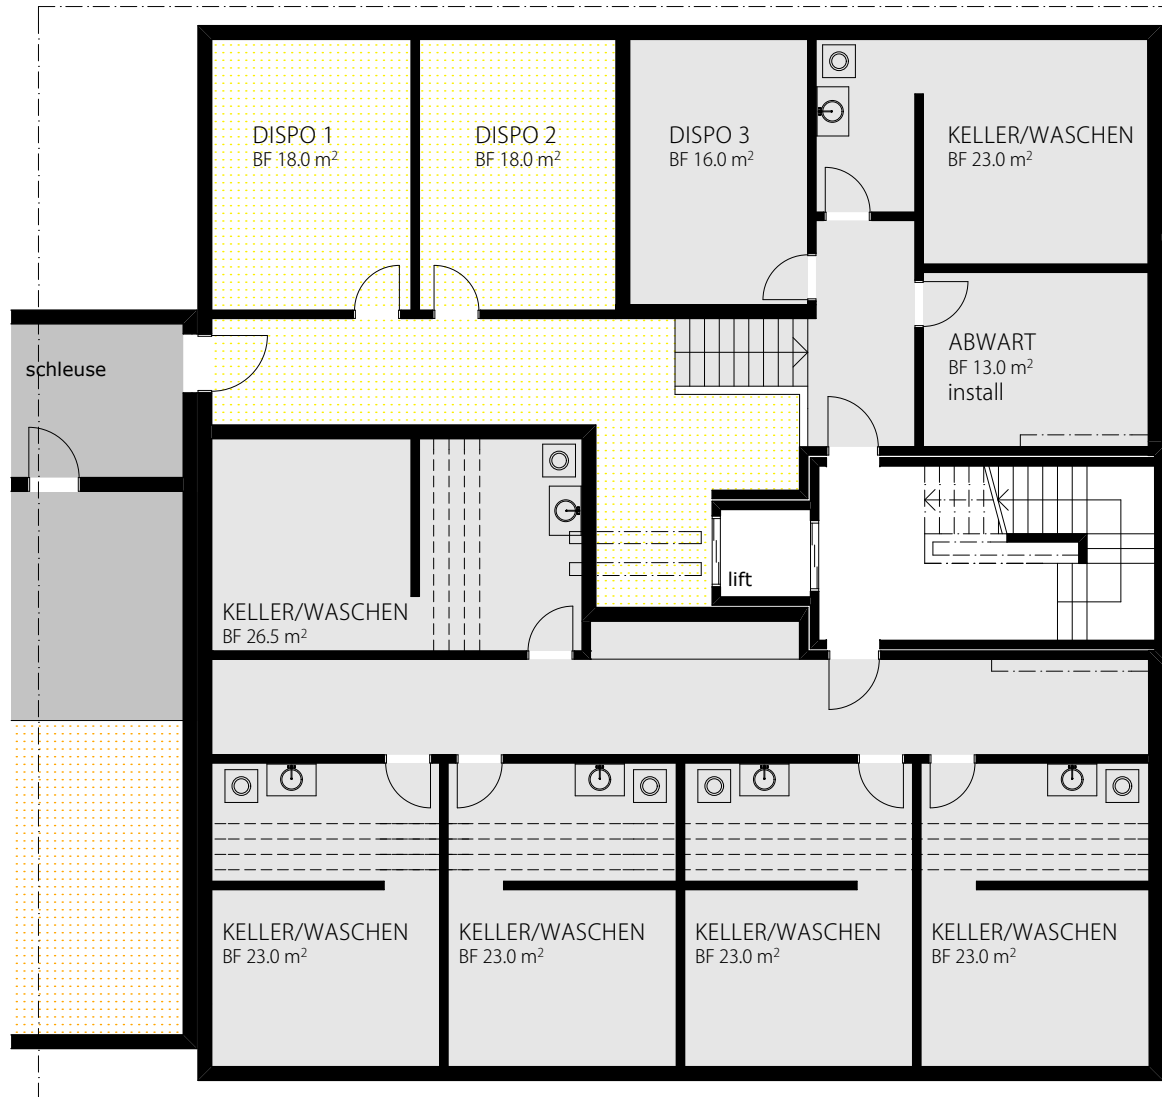 DISPO 1
BF 18.0 m²
DISPO 2
BF 18.0 m²
DISPO 3
BF 16.0 m²
KELLER/WASCHEN
BF 23.0 m²
schleuse
ABWART
BF 13.0 m²
install
lift
KELLER/WASCHEN
BF 26.5 m²
KELLER/WASCHEN
BF 23.0 m²
KELLER/WASCHEN
BF 23.0 m²
KELLER/WASCHEN
BF 23.0 m²
KELLER/WASCHEN
BF 23.0 m²